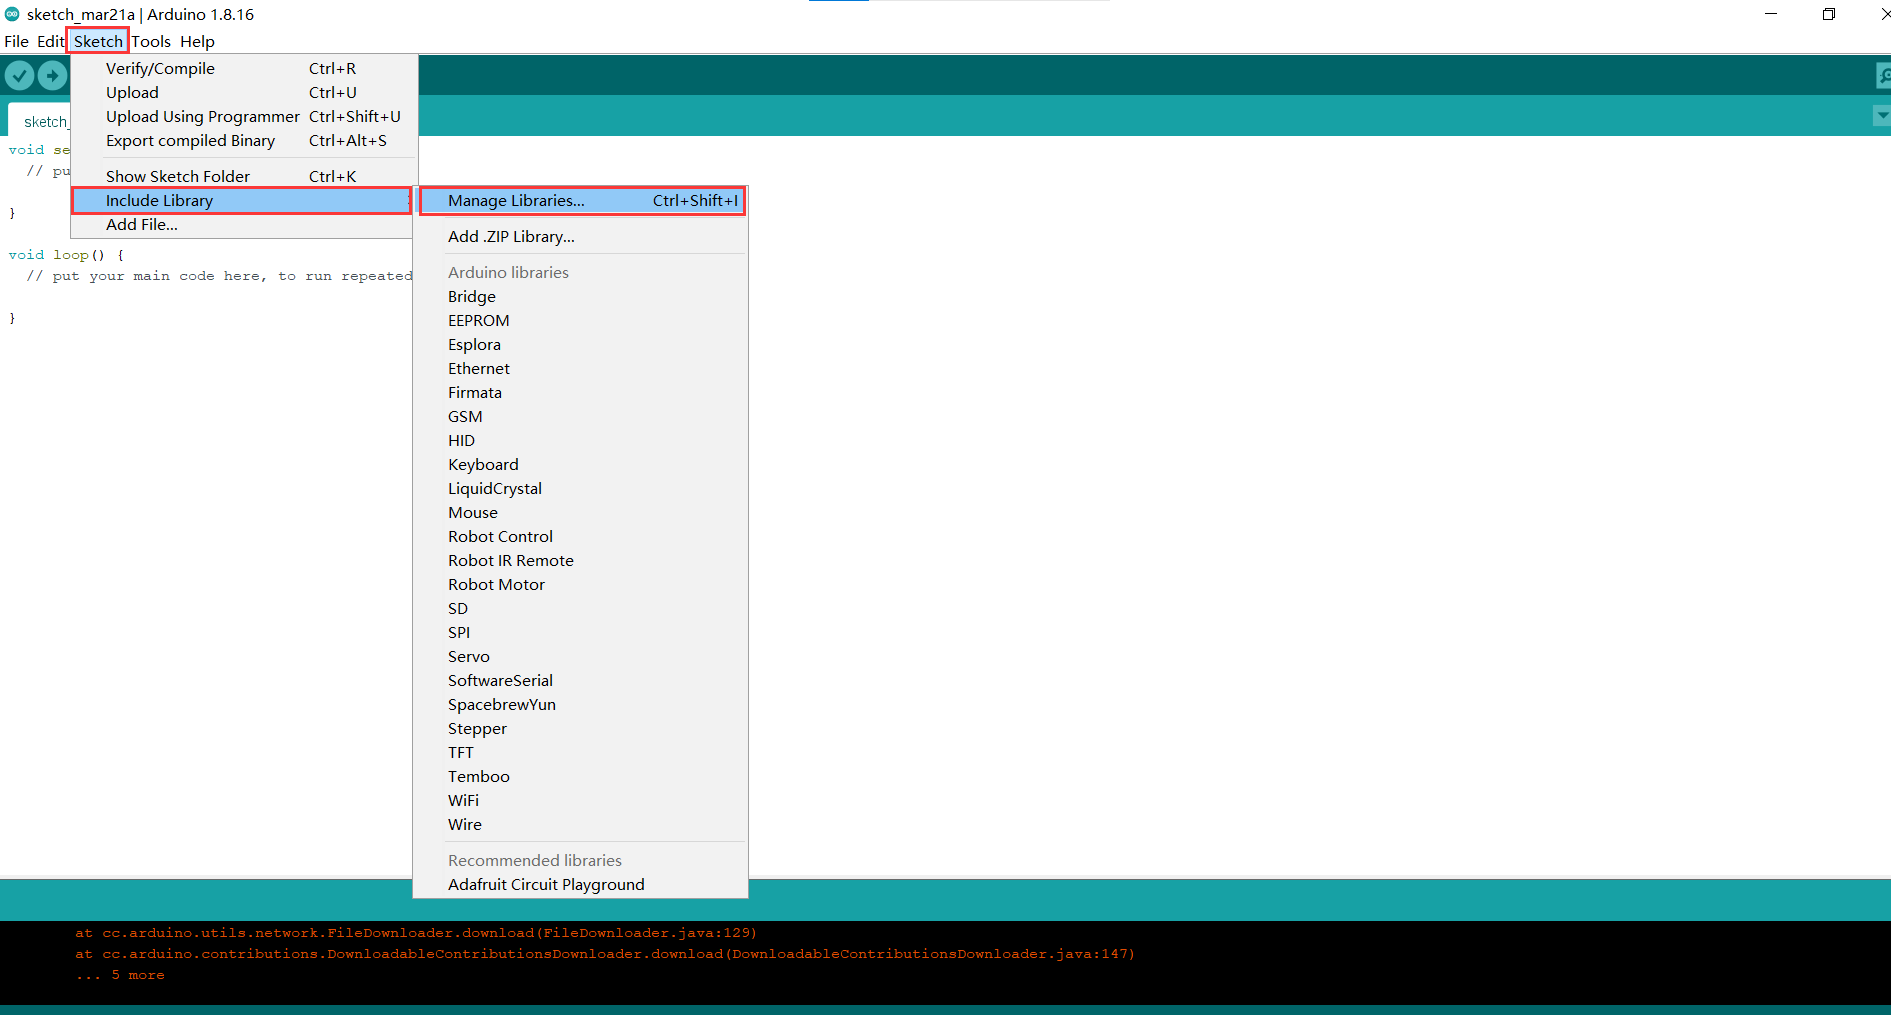 sketch_mar21a | Arduino 1.8.16
File Edit Sketch Tools Help
Verify/Compile Ctrl+R
Upload Ctrl+U
Upload Using Programmer Ctrl+Shift+U
Export compiled Binary Ctrl+Alt+S
Show Sketch Folder Ctrl+K
Include Library
Add File...
sketch_
void se
// pu
}
void loop() {
// put your main code here, to run repeated
}
Manage Libraries... Ctrl+Shift+I
Add .ZIP Library...
Arduino libraries
Bridge
EEPROM
Esplora
Ethernet
Firmata
GSM
HID
Keyboard
LiquidCrystal
Mouse
Robot Control
Robot IR Remote
Robot Motor
SD
SPI
Servo
SoftwareSerial
SpacebrewYun
Stepper
TFT
Temboo
WiFi
Wire
Recommended libraries
Adafruit Circuit Playground
at cc.arduino.utils.network.FileDownloader.download(FileDownloader.java:129)
at cc.arduino.contributions.DownloadableContributionsDownloader.download(DownloadableContributionsDownloader.java:147)
... 5 more